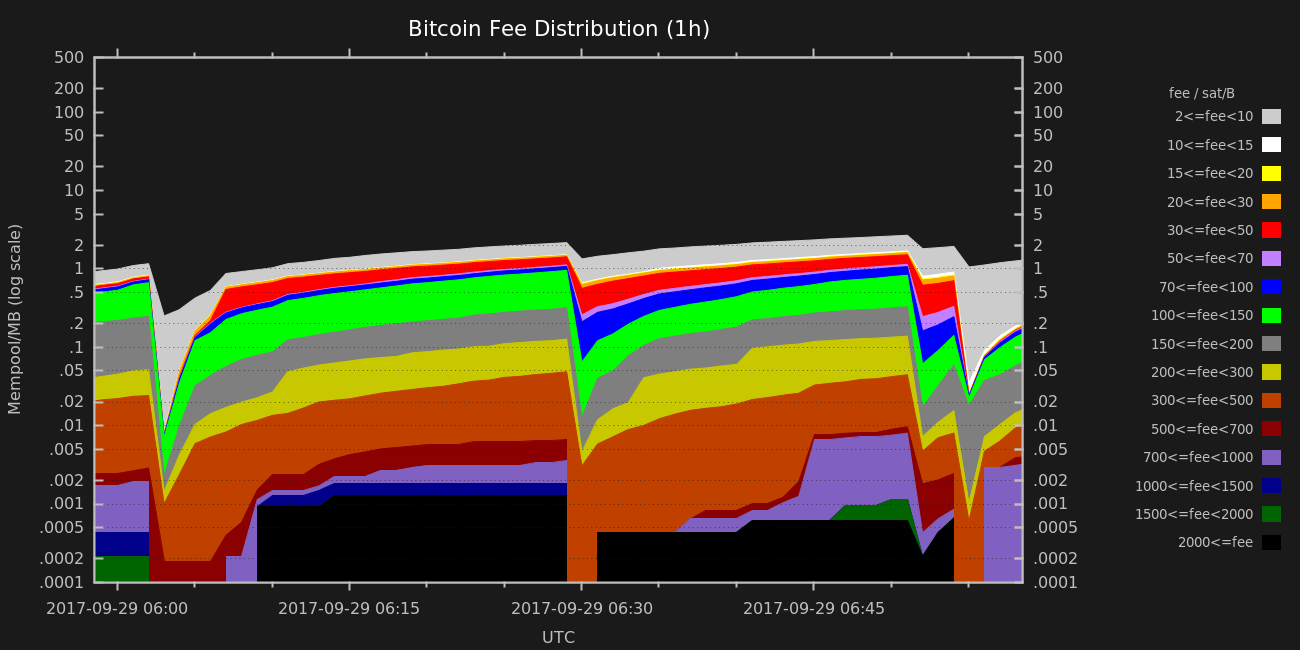 Bitcoin Fee Distribution (1h)
500 500
200 200
100 100
50 50
20 20
10 10
5 5
2 2
1 1
.5 .5
.2 .2
.1 .1
.05 .05
.02 .02
.01 .01
.005 .005
.002 .002
.001 .001
.0005 .0005
.0002 .0002
.0001 .0001
Mempool/MB (log scale)
2017-09-29 06:00 2017-09-29 06:15 2017-09-29 06:30 2017-09-29 06:45
UTC
fee / sat/B
2<=fee<10
10<=fee<15
15<=fee<20
20<=fee<30
30<=fee<50
50<=fee<70
70<=fee<100
100<=fee<150
150<=fee<200
200<=fee<300
300<=fee<500
500<=fee<700
700<=fee<1000
1000<=fee<1500
1500<=fee<2000
2000<=fee